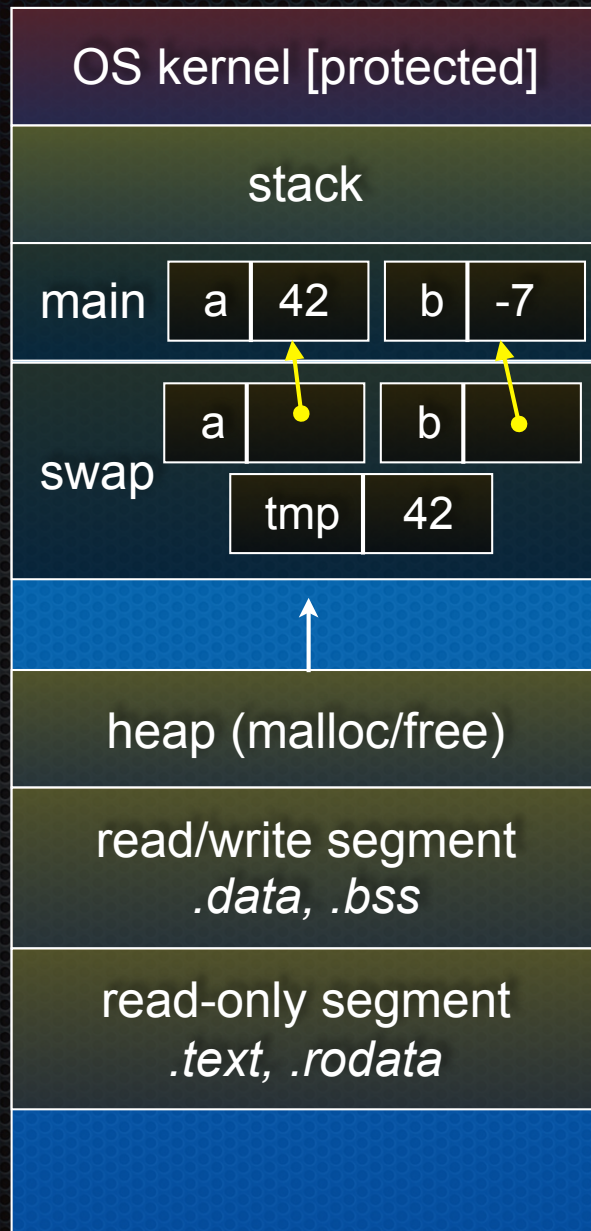 OS kernel [protected]
stack
main a 42 b -7
a b
swap
tmp 42
heap (malloc/free)
read/write segment
.data, .bss
read-only segment
.text, .rodata